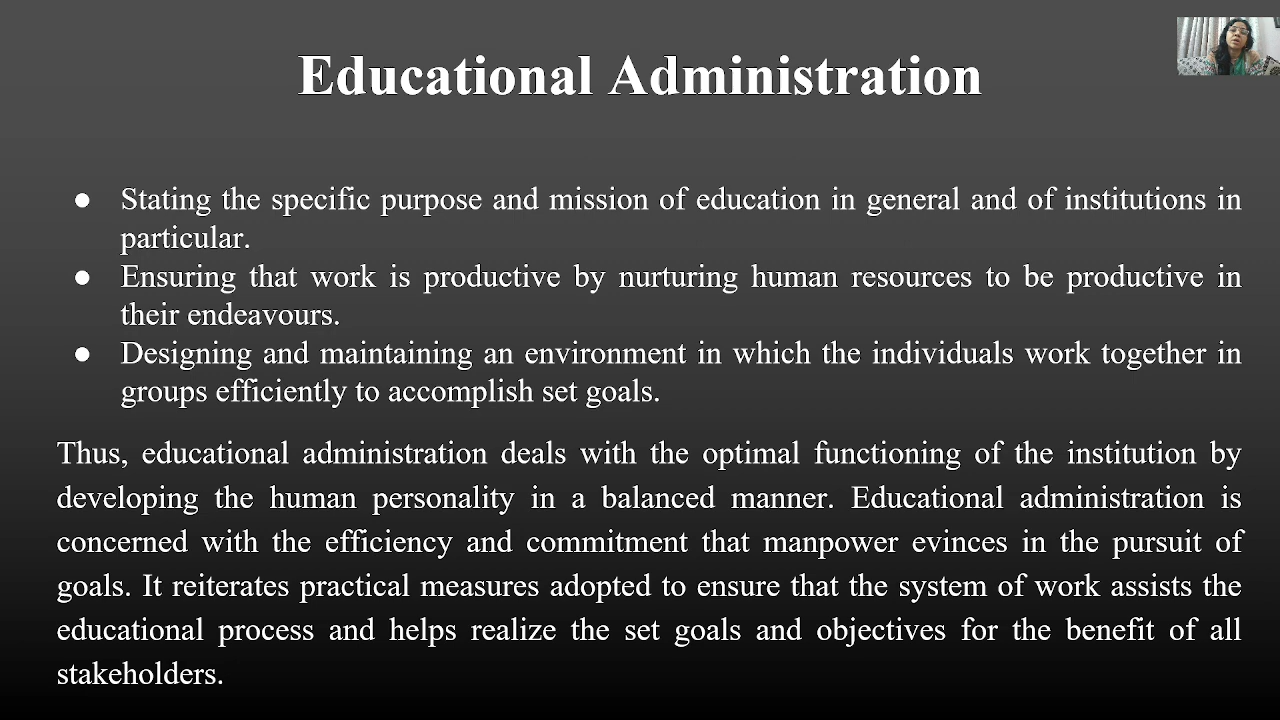 Educational Administration
● Stating the specific purpose and mission of education in general and of institutions in
particular.
● Ensuring that work is productive by nurturing human resources to be productive in
their endeavours.
● Designing and maintaining an environment in which the individuals work together in
groups efficiently to accomplish set goals.
Thus, educational administration deals with the optimal functioning of the institution by
developing the human personality in a balanced manner. Educational administration is
concerned with the efficiency and commitment that manpower evinces in the pursuit of
goals. It reiterates practical measures adopted to ensure that the system of work assists the
educational process and helps realize the set goals and objectives for the benefit of all
stakeholders.